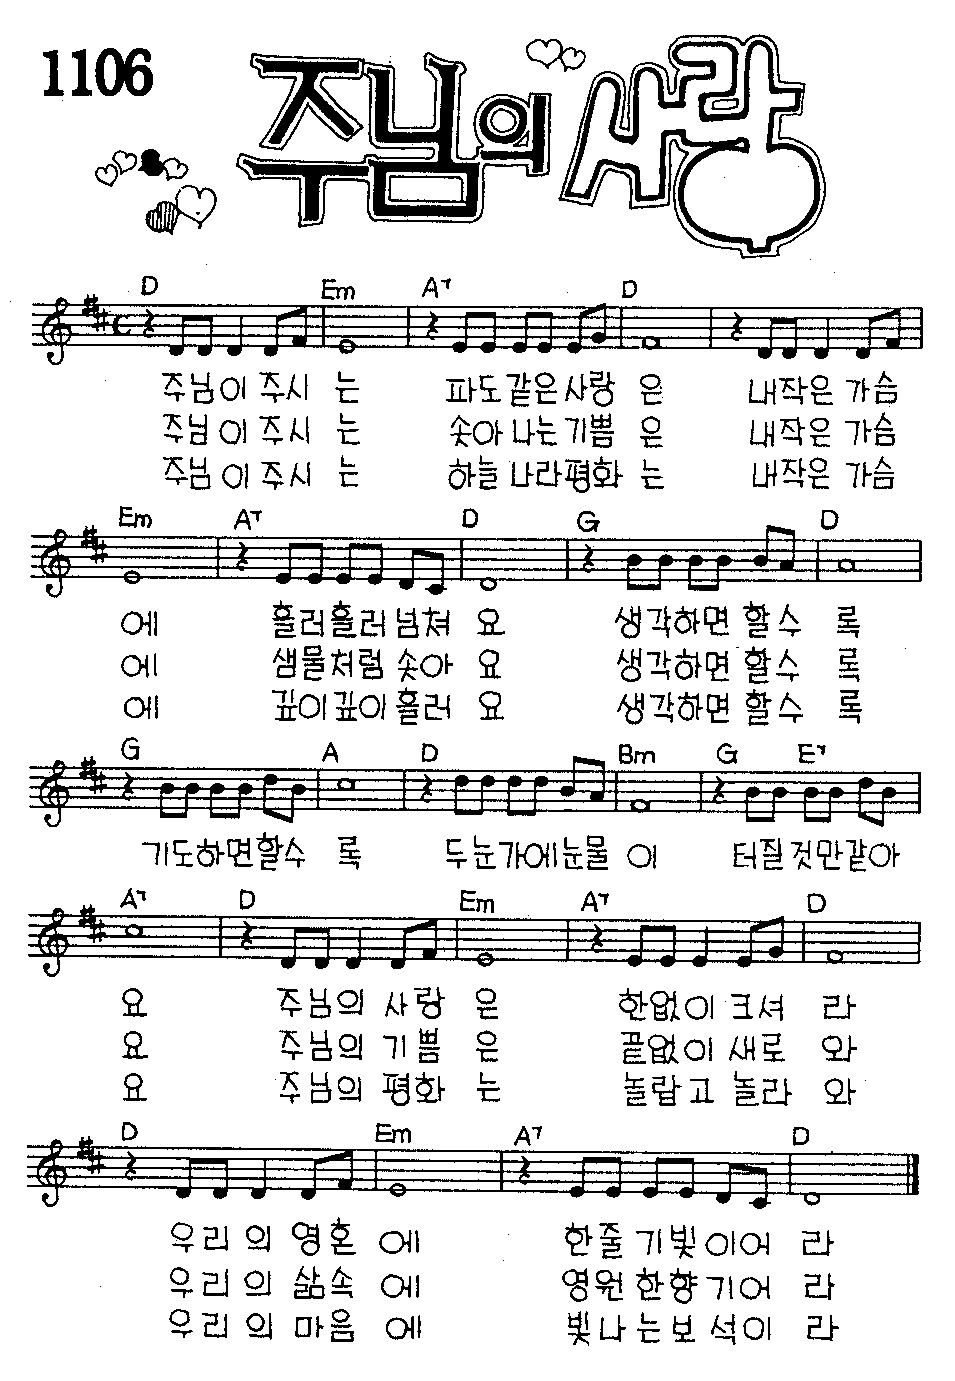 1106
주님의 사랑
D Em A7 D
주님이 주시 는 파도같은사랑 은 내작은 가슴
주님이 주시 는 솟아나는기쁨 은 내작은 가슴
주님이 주시 는 하늘나라평화 는 내작은 가슴
Em A7 D G D
에 흘러흘러넘쳐 요 생각하면 할수 록
에 샘물처럼 솟아 요 생각하면 할수 록
에 깊이깊이흘러 요 생각하면 할수 록
G A D Bm G E7
기도하면할수 록 두눈가에눈물 이 터질것만같아
A7 D Em A7 D
요 주님의 사랑 은 한없이 크셔 라
요 주님의 기쁨 은 끝없이 새로 와
요 주님의 평화 는 놀랍고 놀라 와
D Em A7 D
우리의 영혼 에 한줄기빛이어 라
우리의 삶속 에 영원한향기어 라
우리의 마음 에 빛나는보석이 라